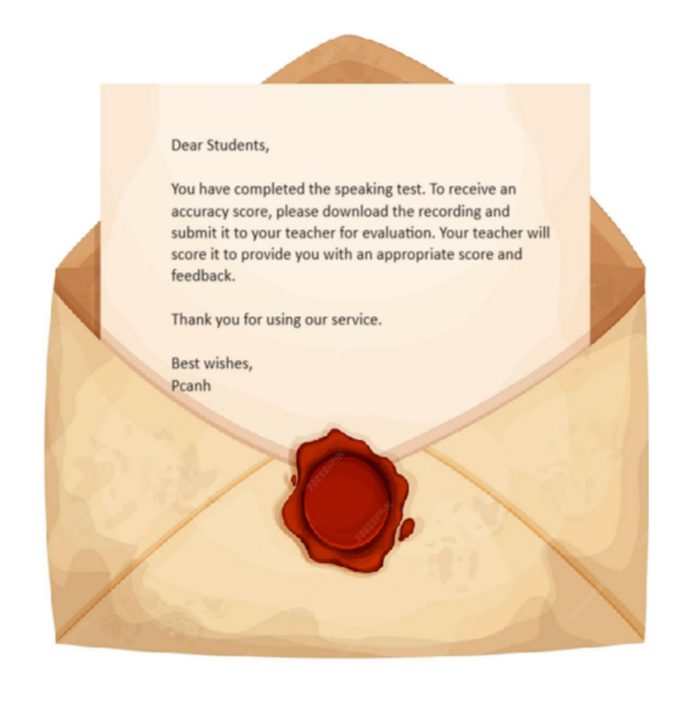 Dear Students,
You have completed the speaking test. To receive an
accuracy score, please download the recording and
submit it to your teacher for evaluation. Your teacher will
score it to provide you with an appropriate score and
feedback.
Thank you for using our service.
Best wishes,
Pcanh